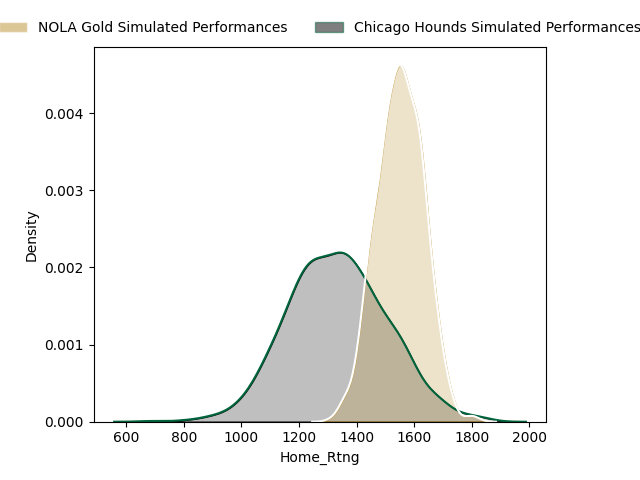 NOLA Gold Simulated Performances
Chicago Hounds Simulated Performances
0.004
0.003
0.002
0.001
0.000
Density
600 800 1000 1200 1400 1600 1800 2000
Home_Rtng